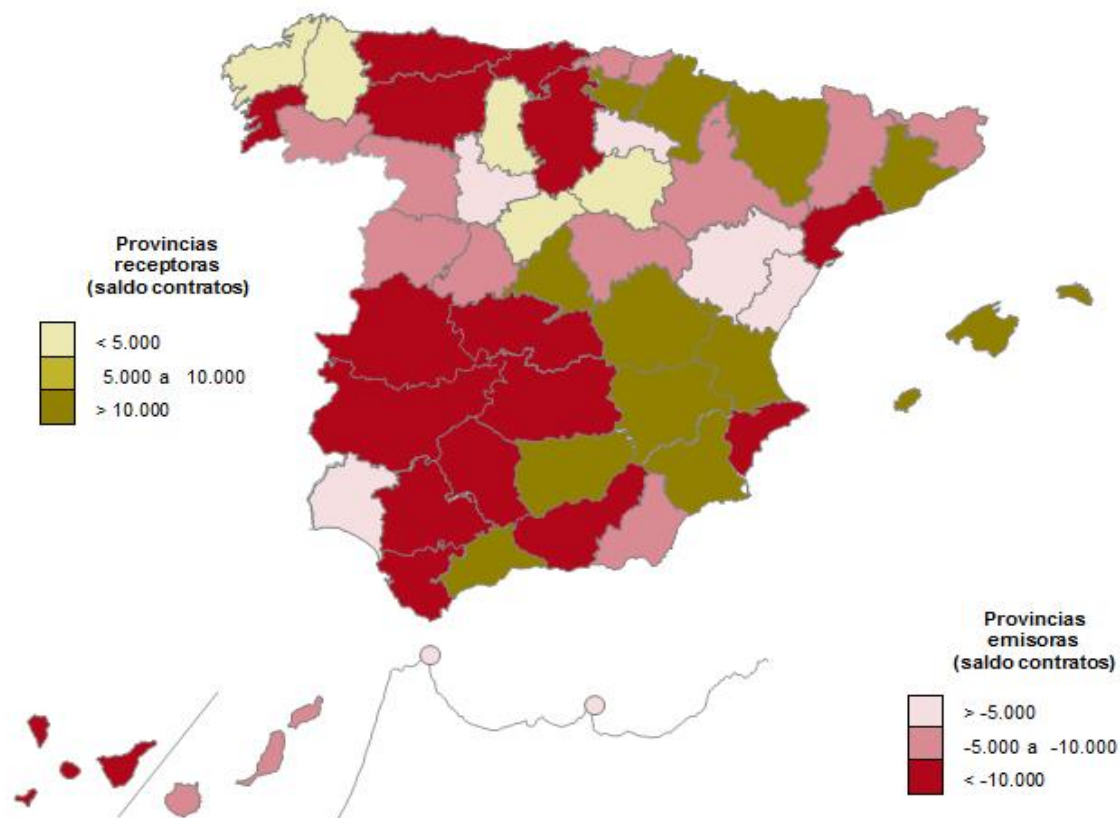 Provincias
receptoras
(saldo contratos)
< 5.000
5.000 a 10.000
> 10.000
Provincias
emisoras
(saldo contratos)
> -5.000
-5.000 a -10.000
< -10.000